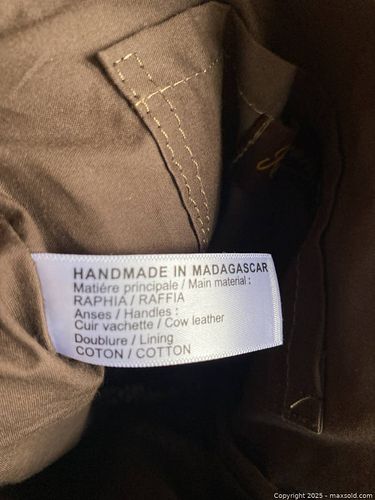 HANDMADE IN MADAGASCAR
Matière principale / Main material :
RAPHIA / RAFFIA
Anses / Handles :
Cuir vachette / Cow leather
Doublure / Lining
COTON / COTTON
Copyright 2025 - maxsold.com